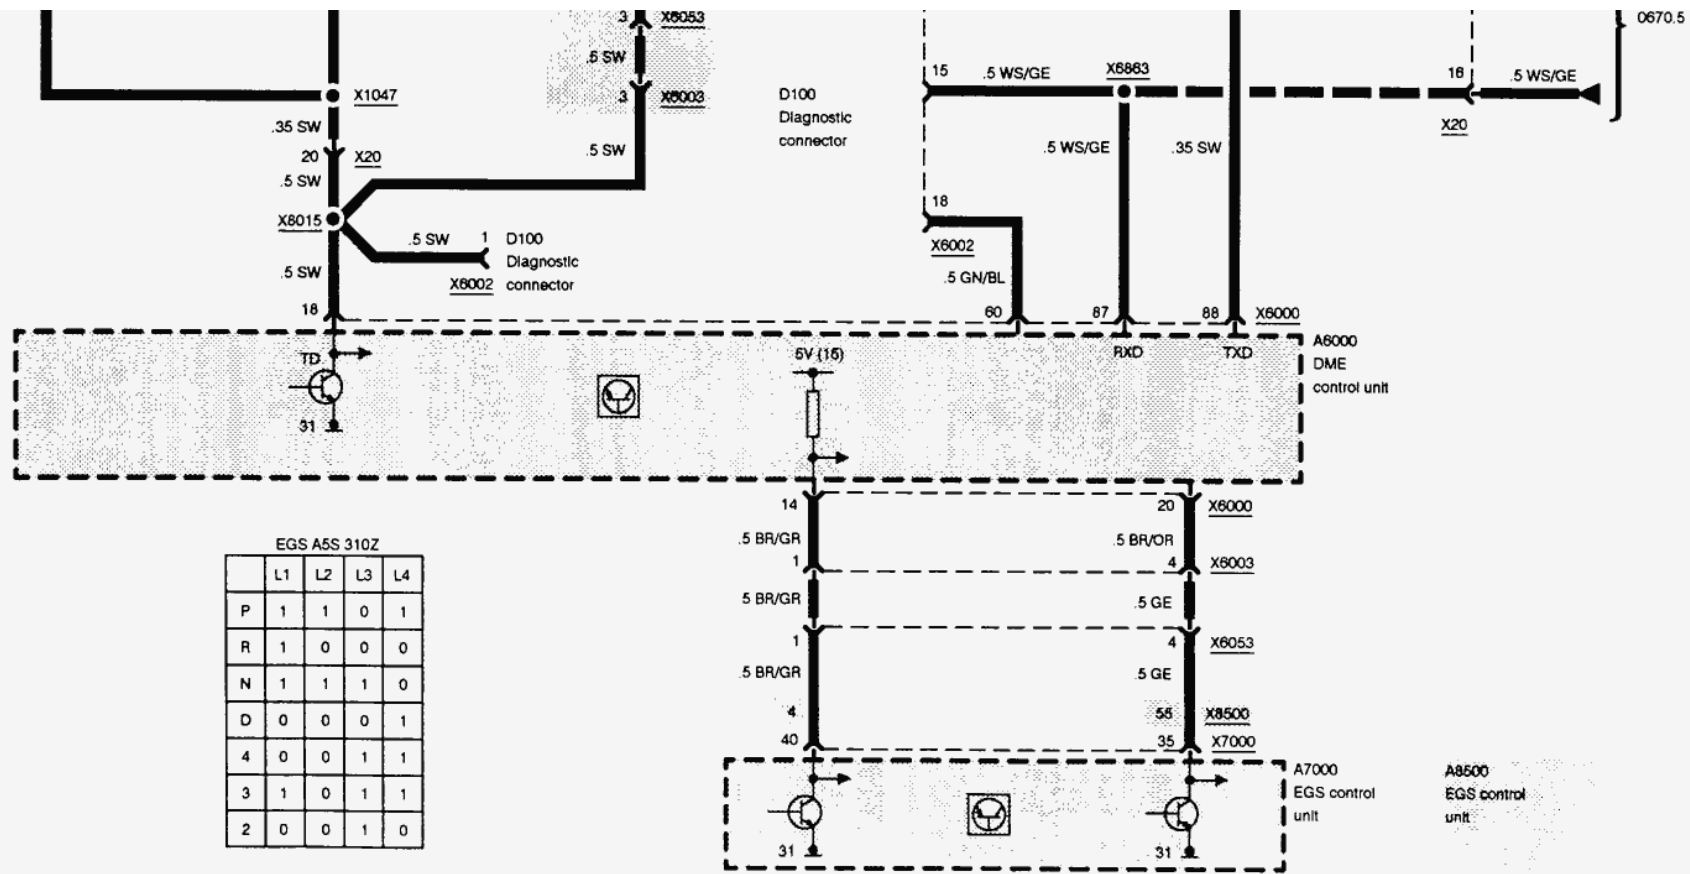 3 X6053
0670.5
.5 SW
15 .5 WS/GE X6863 16 .5 WS/GE
3 X6003
X1047
D100
Diagnostic
connector
.35 SW
X20
20 X20
.5 SW
.5 WS/GE .35 SW
.5 SW
18
X8015
.5 SW 1 D100
Diagnostic
X6002 connector
X6002
.5 SW
.5 GN/BL
18
60 87 88 X6000
TD
5V (15)
RXD TXD
A6000
DME
control unit
31
14 20 X6000
.5 BR/GR .5 BR/OR
1 4 X6003
.5 BR/GR .5 GE
1 4 X6053
.5 BR/GR .5 GE
4 55 X8500
40 35 X7000
EGS A5S 310Z
L1 L2 L3 L4
P 1 1 0 1
R 1 0 0 0
N 1 1 1 0
D 0 0 0 1
4 0 0 1 1
3 1 0 1 1
2 0 0 1 0
A7000
EGS control
unit
A8500
EGS control
unit
31 31